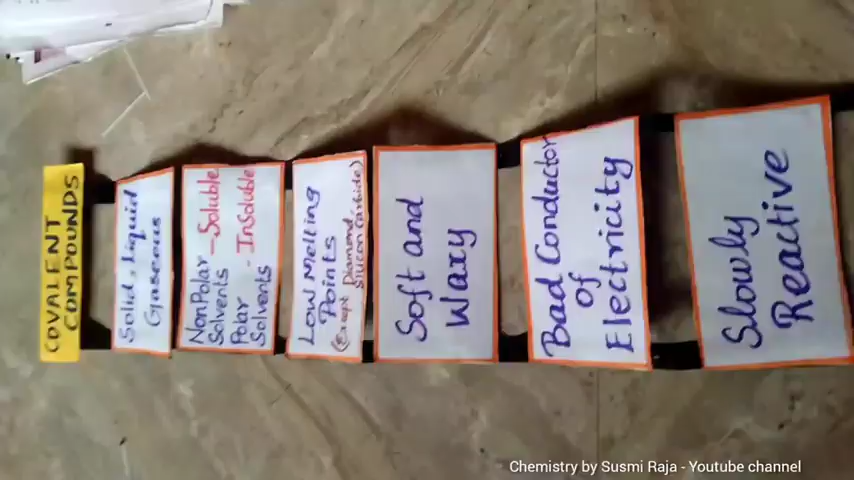 COVALENT
COMPOUNDS
Solid, Liquid
Gaseous
NonPolar - Soluble
Solvents
Polar - InSoluble
Solvents
Low Melting
Points
(Except Diamond,
Silicon Carbide)
Soft and
Waxy
Bad Conductor
of
Electricity
Slowly
Reactive
Chemistry by Susmi Raja - Youtube channel